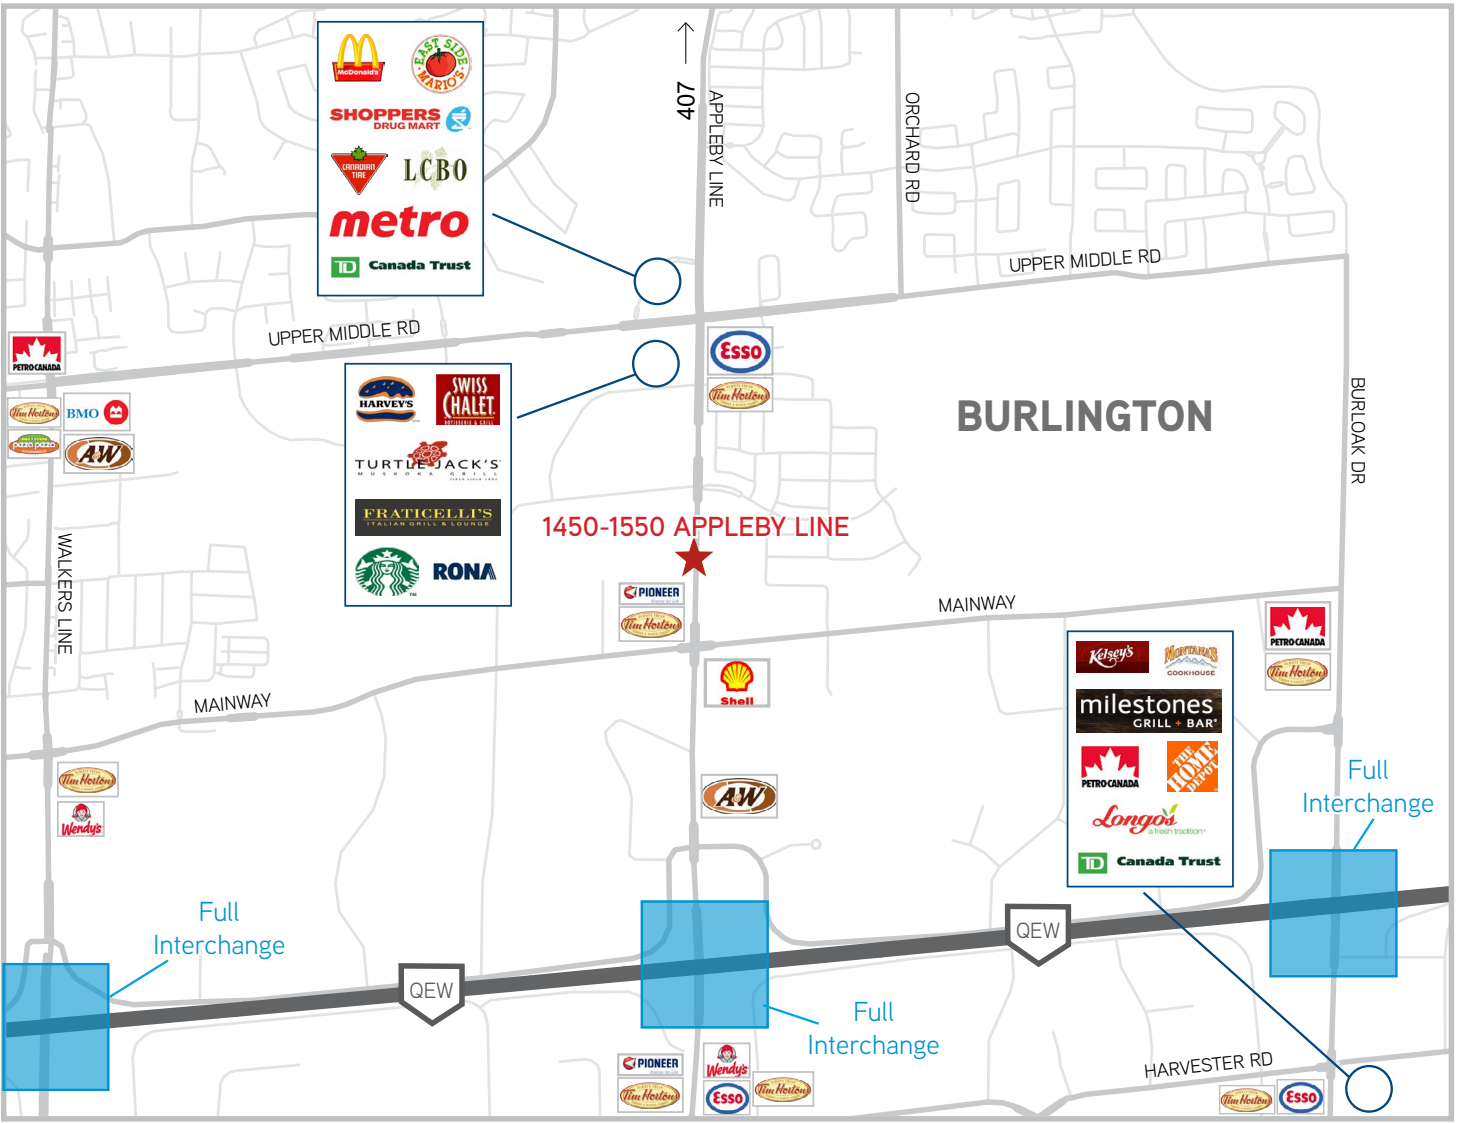 McDonald's
EAST SIDE
MARIO'S
SHOPPERS
DRUG MART
CANADIAN
TIRE
LCBO
metro
TD Canada Trust
407
APPLEBY LINE
ORCHARD RD
UPPER MIDDLE RD
UPPER MIDDLE RD
PETRO-CANADA
Tim Hortons
BMO
pizza pizza
A&W
HARVEY'S
SWISS
CHALET
ROTISSERIE & GRILL
TURTLE JACK'S
MUSKOKA GRILL
FRATICELLI'S
ITALIAN GRILL & LOUNGE
RONA
Esso
Tim Hortons
BURLINGTON
BURLOAK DR
1450-1550 APPLEBY LINE
WALKERS LINE
PIONEER
Tim Hortons
MAINWAY
MAINWAY
Shell
A&W
PETRO-CANADA
Tim Hortons
Kelsey's
MONTANA'S
COOKHOUSE
milestones
GRILL + BAR
PETRO-CANADA
THE
HOME
DEPOT
Longo's
a fresh tradition
TD Canada Trust
Tim Hortons
Wendy's
Full
Interchange
Full
Interchange
Full
Interchange
QEW
QEW
HARVESTER RD
PIONEER
Tim Hortons
Wendy's
Esso
Tim Hortons
Tim Hortons
Esso